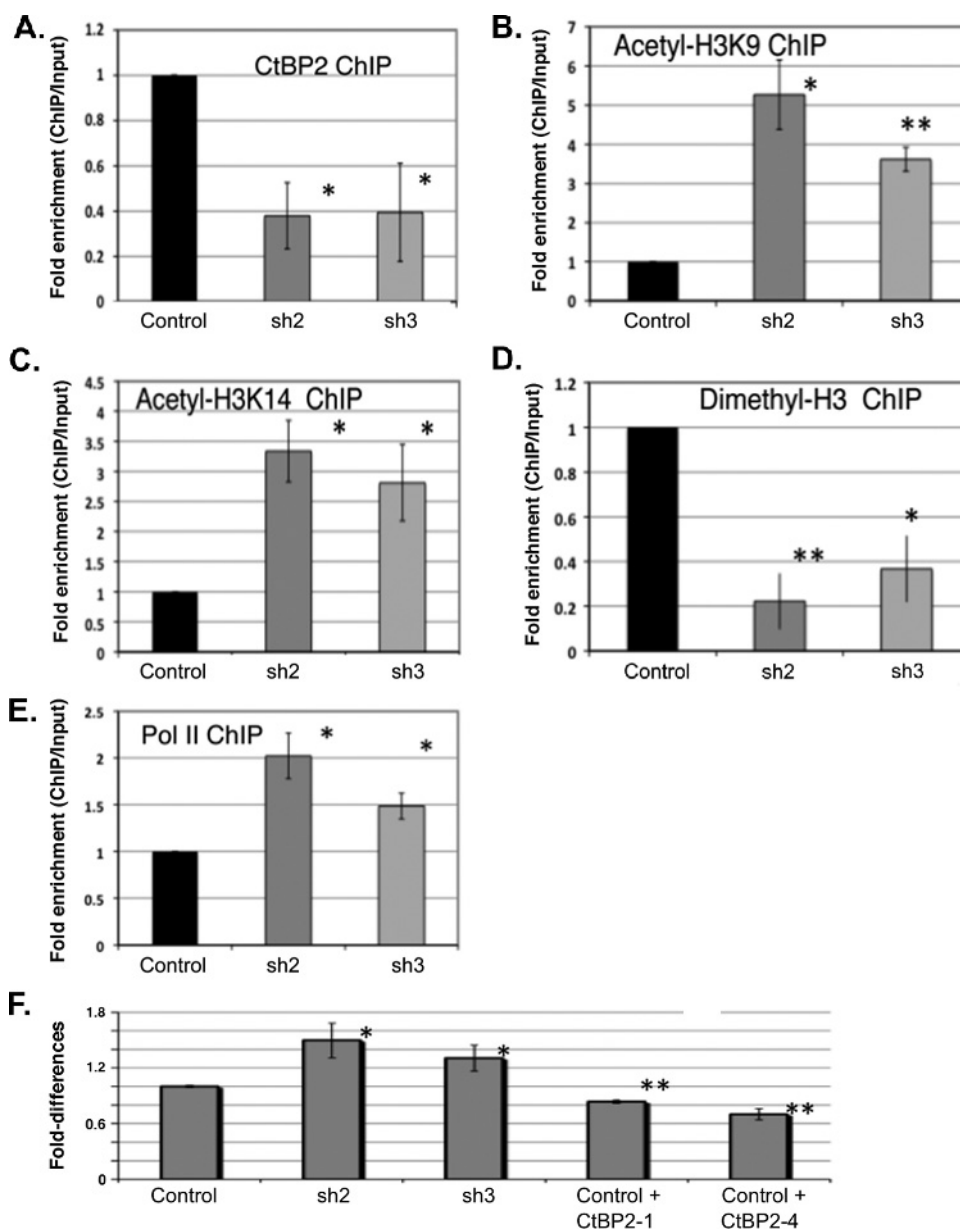 A.
CtBP2 ChIP
Fold enrichment (ChIP/Input)
1.2
1
0.8
0.6
0.4
0.2
0
*
*
Control
sh2
sh3
B.
Acetyl-H3K9 ChIP
Fold enrichment (ChIP/Input)
7
6
5
4
3
2
1
0
*
**
Control
sh2
sh3
C.
Acetyl-H3K14 ChIP
Fold enrichment (ChIP/Input)
4.5
4
3.5
3
2.5
2
1.5
1
0.5
0
*
*
Control
sh2
sh3
D.
Dimethyl-H3 ChIP
Fold enrichment (ChIP/Input)
1.2
1
0.8
0.6
0.4
0.2
0
**
*
Control
sh2
sh3
E.
Pol II ChIP
Fold enrichment (ChIP/Input)
2.5
2
1.5
1
0.5
0
*
*
Control
sh2
sh3
F.
Fold-differences
1.8
1.2
0.6
0
*
*
**
**
Control
sh2
sh3
Control +
CtBP2-1
Control +
CtBP2-4